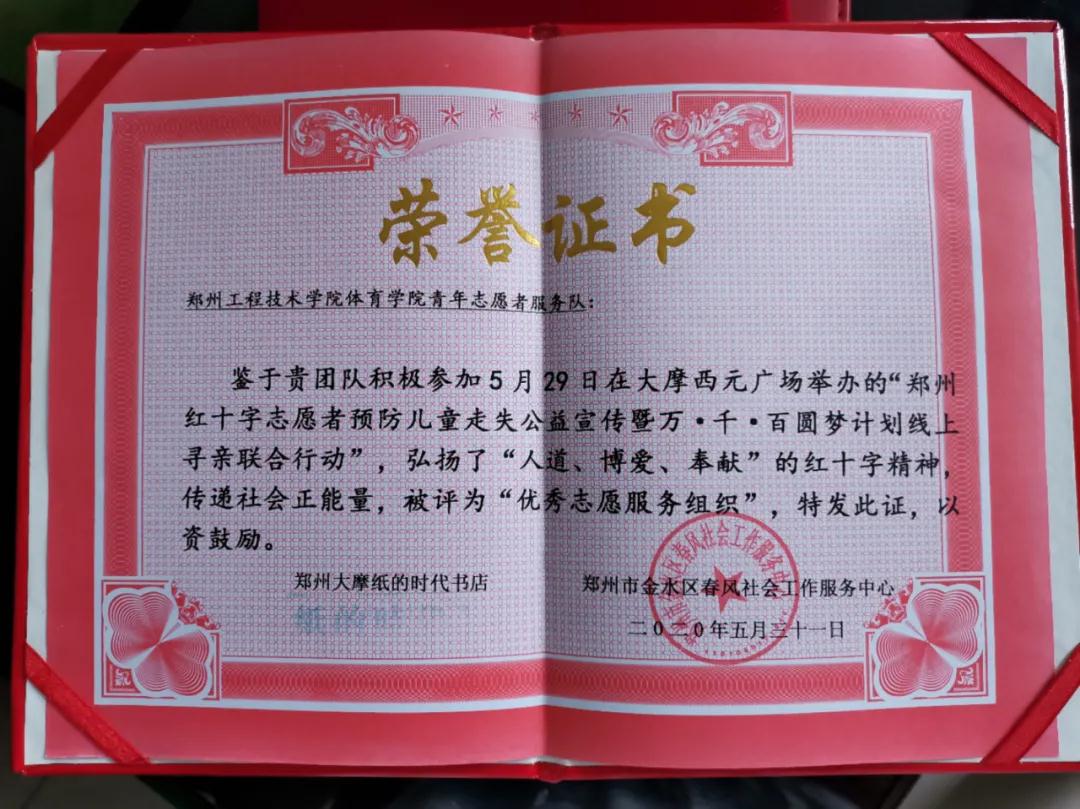 荣誉证书
郑州工程技术学院体育学院青年志愿者服务队：
鉴于贵团队积极参加5月29日在大摩西元广场举办的“郑州
红十字志愿者预防儿童走失公益宣传暨万·千·百圆梦计划线上
寻亲联合行动”，弘扬了“人道、博爱、奉献”的红十字精神，
传递社会正能量，被评为“优秀志愿服务组织”，特发此证，以
资鼓励。
郑州大摩纸的时代书店
郑州市金水区春风社会工作服务中心
二〇二〇年五月三十一日